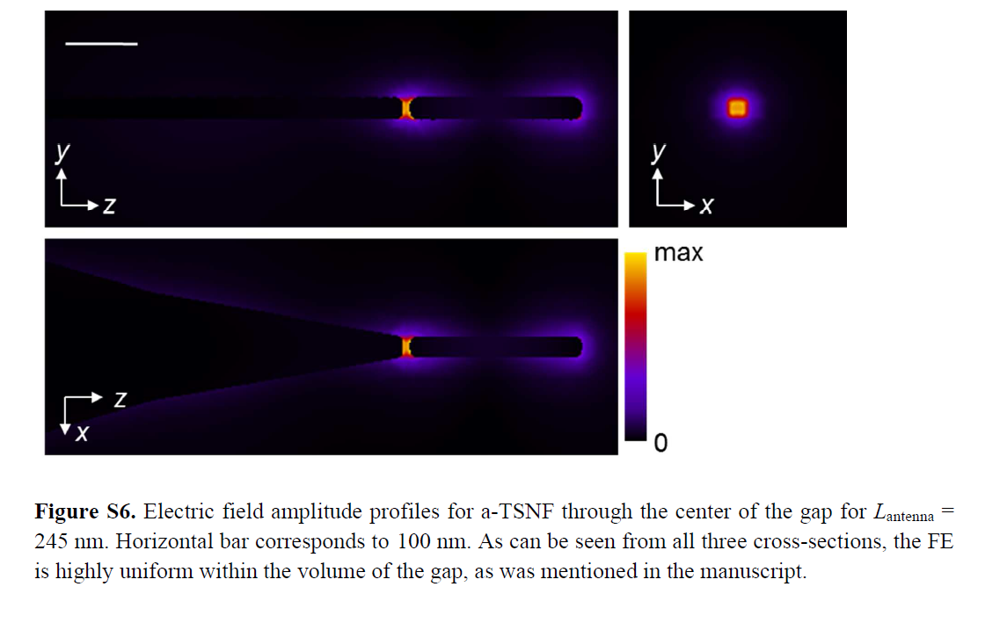 y
z
y
x
max
z
x
0
Figure S6. Electric field amplitude profiles for a-TSNF through the center of the gap for Lantenna =
245 nm. Horizontal bar corresponds to 100 nm. As can be seen from all three cross-sections, the FE
is highly uniform within the volume of the gap, as was mentioned in the manuscript.